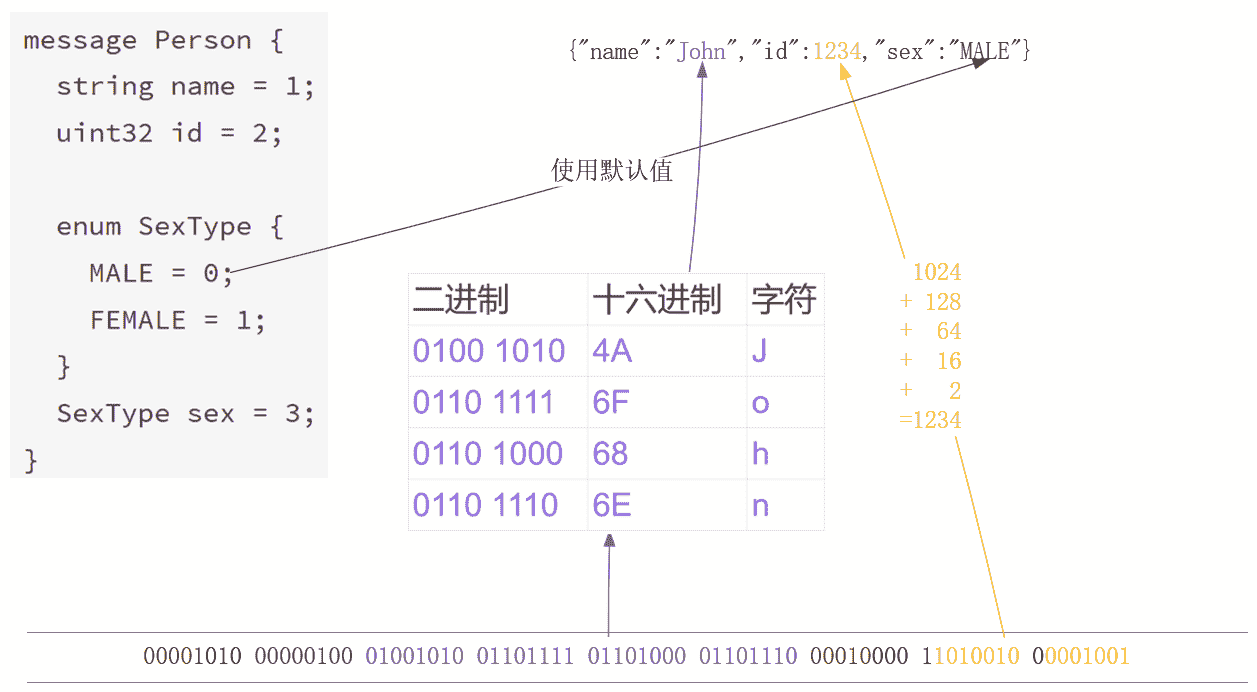 message Person {
string name = 1;
uint32 id = 2;
enum SexType {
MALE = 0;
FEMALE = 1;
}
SexType sex = 3;
}
{"name":"John","id":1234,"sex":"MALE"}
使用默认值
二进制 十六进制 字符
0100 1010 4A J
0110 1111 6F o
0110 1000 68 h
0110 1110 6E n
1024
+ 128
+ 64
+ 16
+ 2
=1234
00001010 00000100 01001010 01101111 01101000 01101110 00010000 11010010 00001001